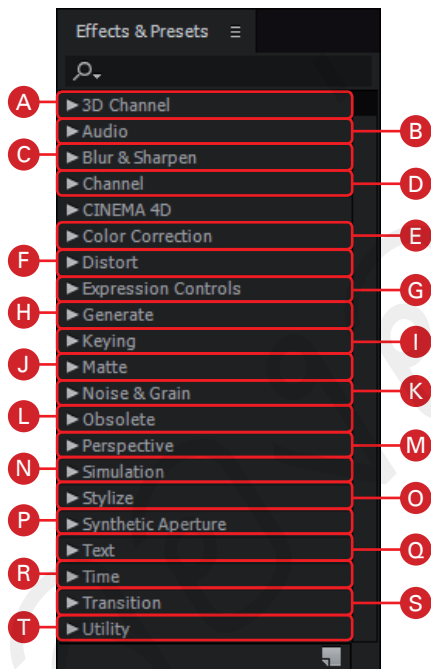 Effects & Presets
A 3D Channel
Audio B
C Blur & Sharpen
Channel D
CINEMA 4D
Color Correction E
F Distort
Expression Controls G
H Generate
Keying I
J Matte
Noise & Grain K
L Obsolete
Perspective M
N Simulation
Stylize O
P Synthetic Aperture
Text Q
R Time
Transition S
T Utility